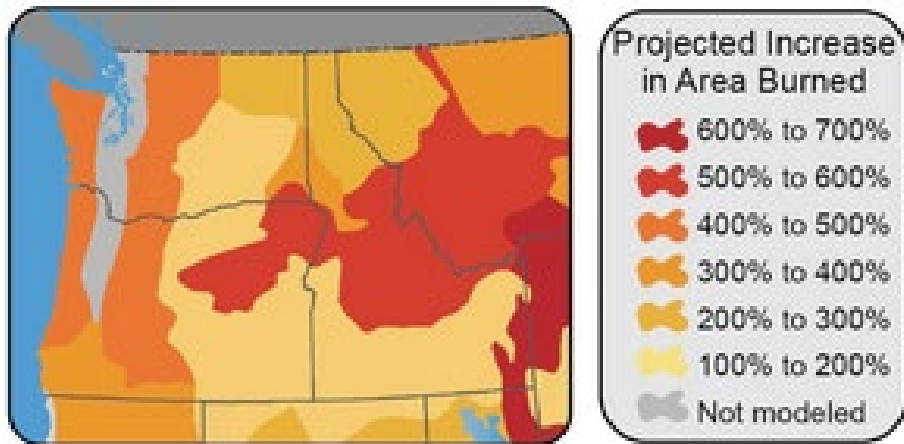 Projected Increase
in Area Burned
600% to 700%
500% to 600%
400% to 500%
300% to 400%
200% to 300%
100% to 200%
Not modeled